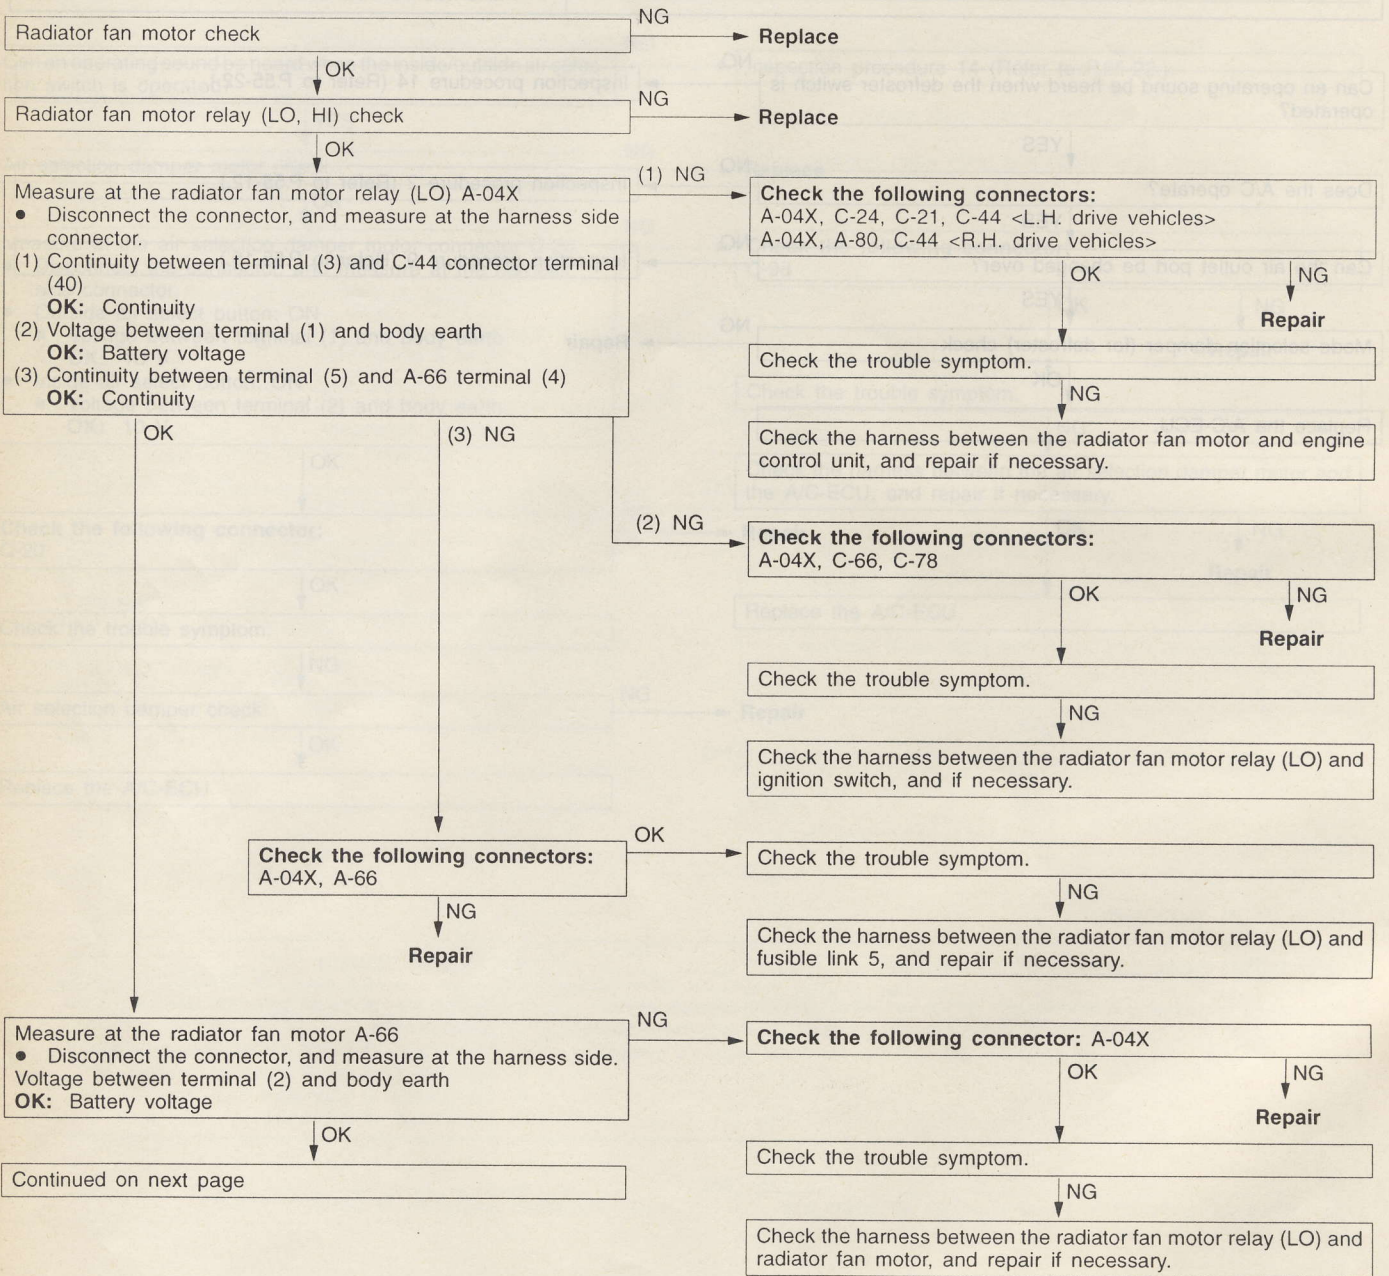 Radiator fan motor check
NG
Replace
OK
Radiator fan motor relay (LO, HI) check
NG
Replace
OK
Measure at the radiator fan motor relay (LO) A-04X
● Disconnect the connector, and measure at the harness side
connector.
(1) Continuity between terminal (3) and C-44 connector terminal
(40)
OK: Continuity
(2) Voltage between terminal (1) and body earth
OK: Battery voltage
(3) Continuity between terminal (5) and A-66 terminal (4)
OK: Continuity
(1) NG
Check the following connectors:
A-04X, C-24, C-21, C-44 <L.H. drive vehicles>
A-04X, A-80, C-44 <R.H. drive vehicles>
OK
NG
Repair
Check the trouble symptom.
NG
Check the harness between the radiator fan motor and engine
control unit, and repair if necessary.
OK
(3) NG
(2) NG
Check the following connectors:
A-04X, C-66, C-78
OK
NG
Repair
Check the trouble symptom.
NG
Check the harness between the radiator fan motor relay (LO) and
ignition switch, and if necessary.
Check the following connectors:
A-04X, A-66
OK
NG
Repair
Check the trouble symptom.
NG
Check the harness between the radiator fan motor relay (LO) and
fusible link 5, and repair if necessary.
Measure at the radiator fan motor A-66
● Disconnect the connector, and measure at the harness side.
Voltage between terminal (2) and body earth
OK: Battery voltage
NG
Check the following connector: A-04X
OK
NG
Repair
OK
Continued on next page
Check the trouble symptom.
NG
Check the harness between the radiator fan motor relay (LO) and
radiator fan motor, and repair if necessary.